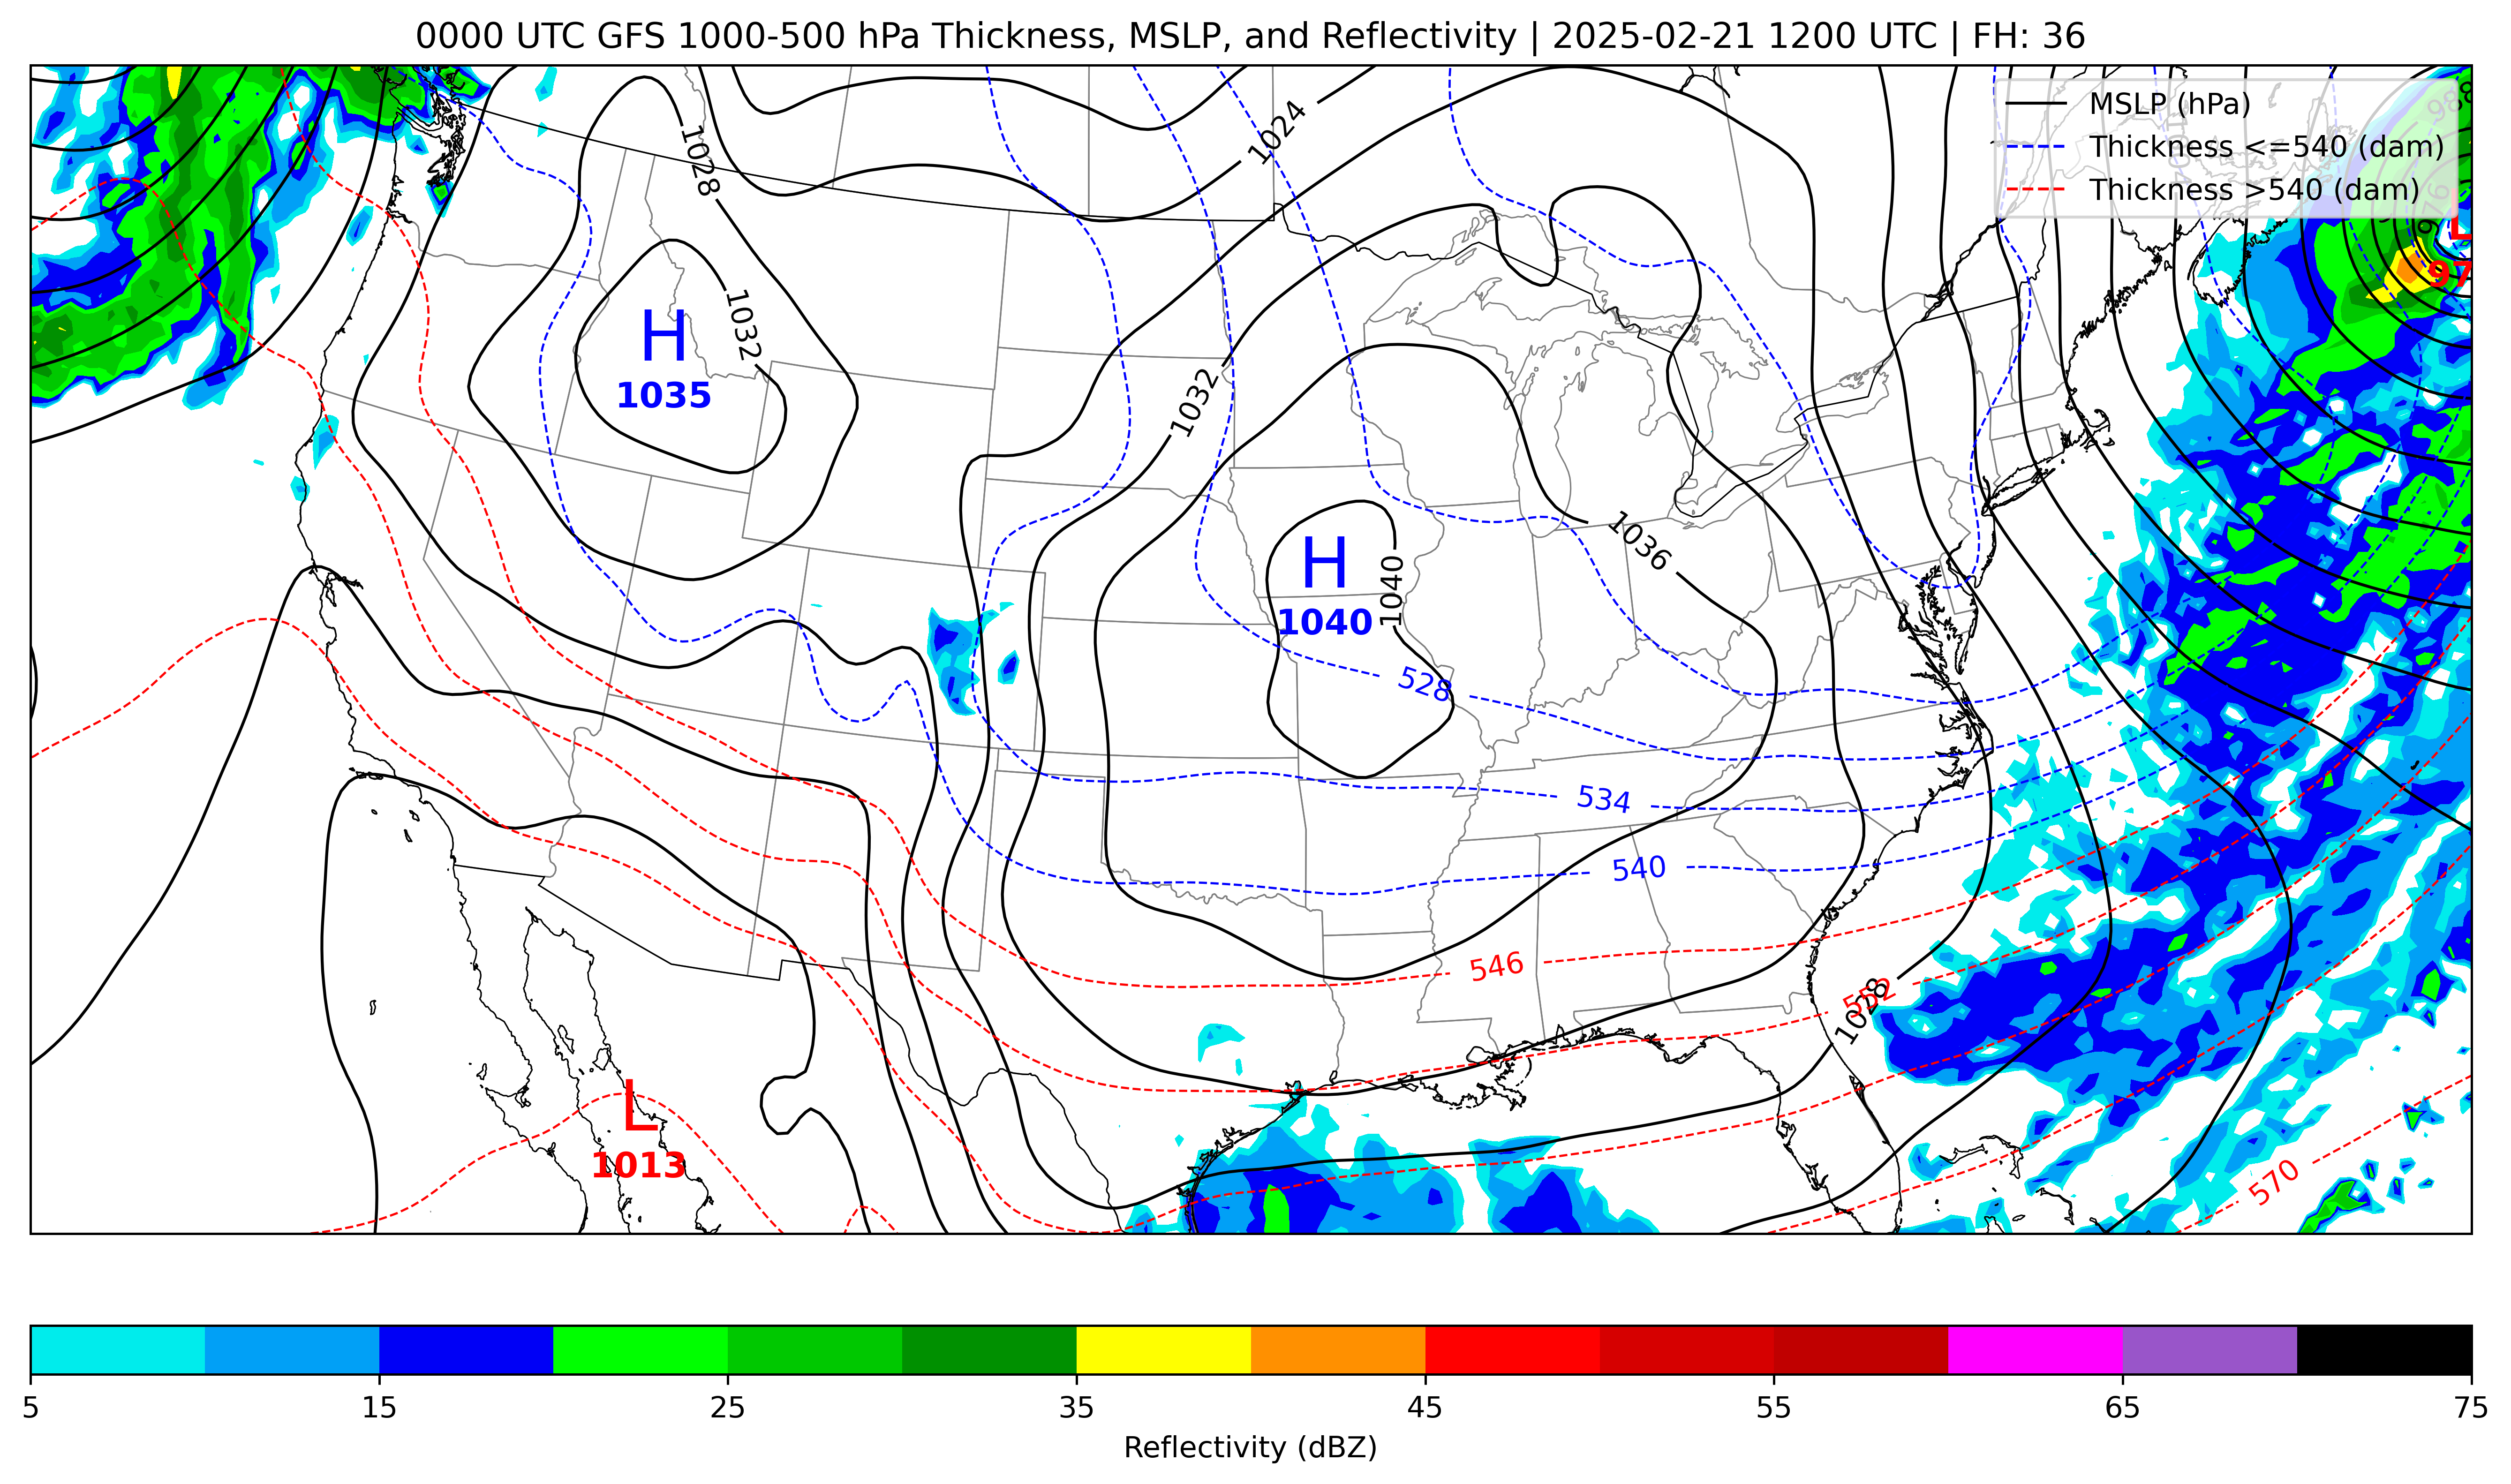 0000 UTC GFS 1000-500 hPa Thickness, MSLP, and Reflectivity | 2025-02-21 1200 UTC | FH: 36
MSLP (hPa)
Thickness <=540 (dam)
Thickness >540 (dam)
988
976
L
97
1024
1028
1032
H
1035
1032
1036
H
1040
1040
528
534
540
546
552
1028
570
L
1013
5 15 25 35 45 55 65 75
Reflectivity (dBZ)